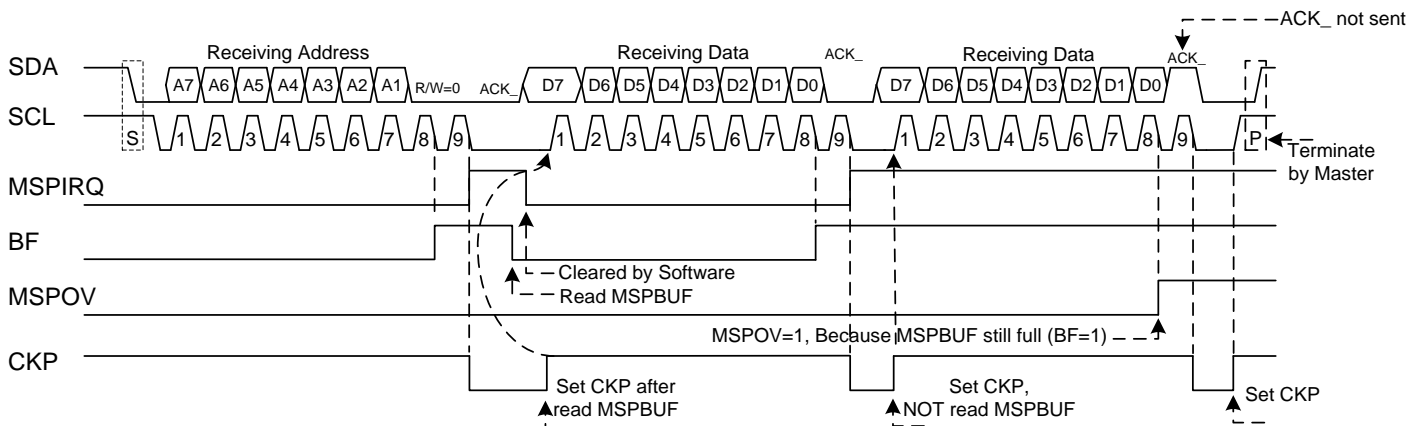 ACK_ not sent
Receiving Address
Receiving Data
ACK_
Receiving Data
ACK_
SDA
A7 A6 A5 A4 A3 A2 A1 R/W=0 ACK_ D7 D6 D5 D4 D3 D2 D1 D0 D7 D6 D5 D4 D3 D2 D1 D0
SCL
S 1 2 3 4 5 6 7 8 9 1 2 3 4 5 6 7 8 9 1 2 3 4 5 6 7 8 9 P
Terminate
by Master
MSPIRQ
BF
Cleared by Software
Read MSPBUF
MSPOV
MSPOV=1, Because MSPBUF still full (BF=1)
CKP
Set CKP after
read MSPBUF
Set CKP,
NOT read MSPBUF
Set CKP